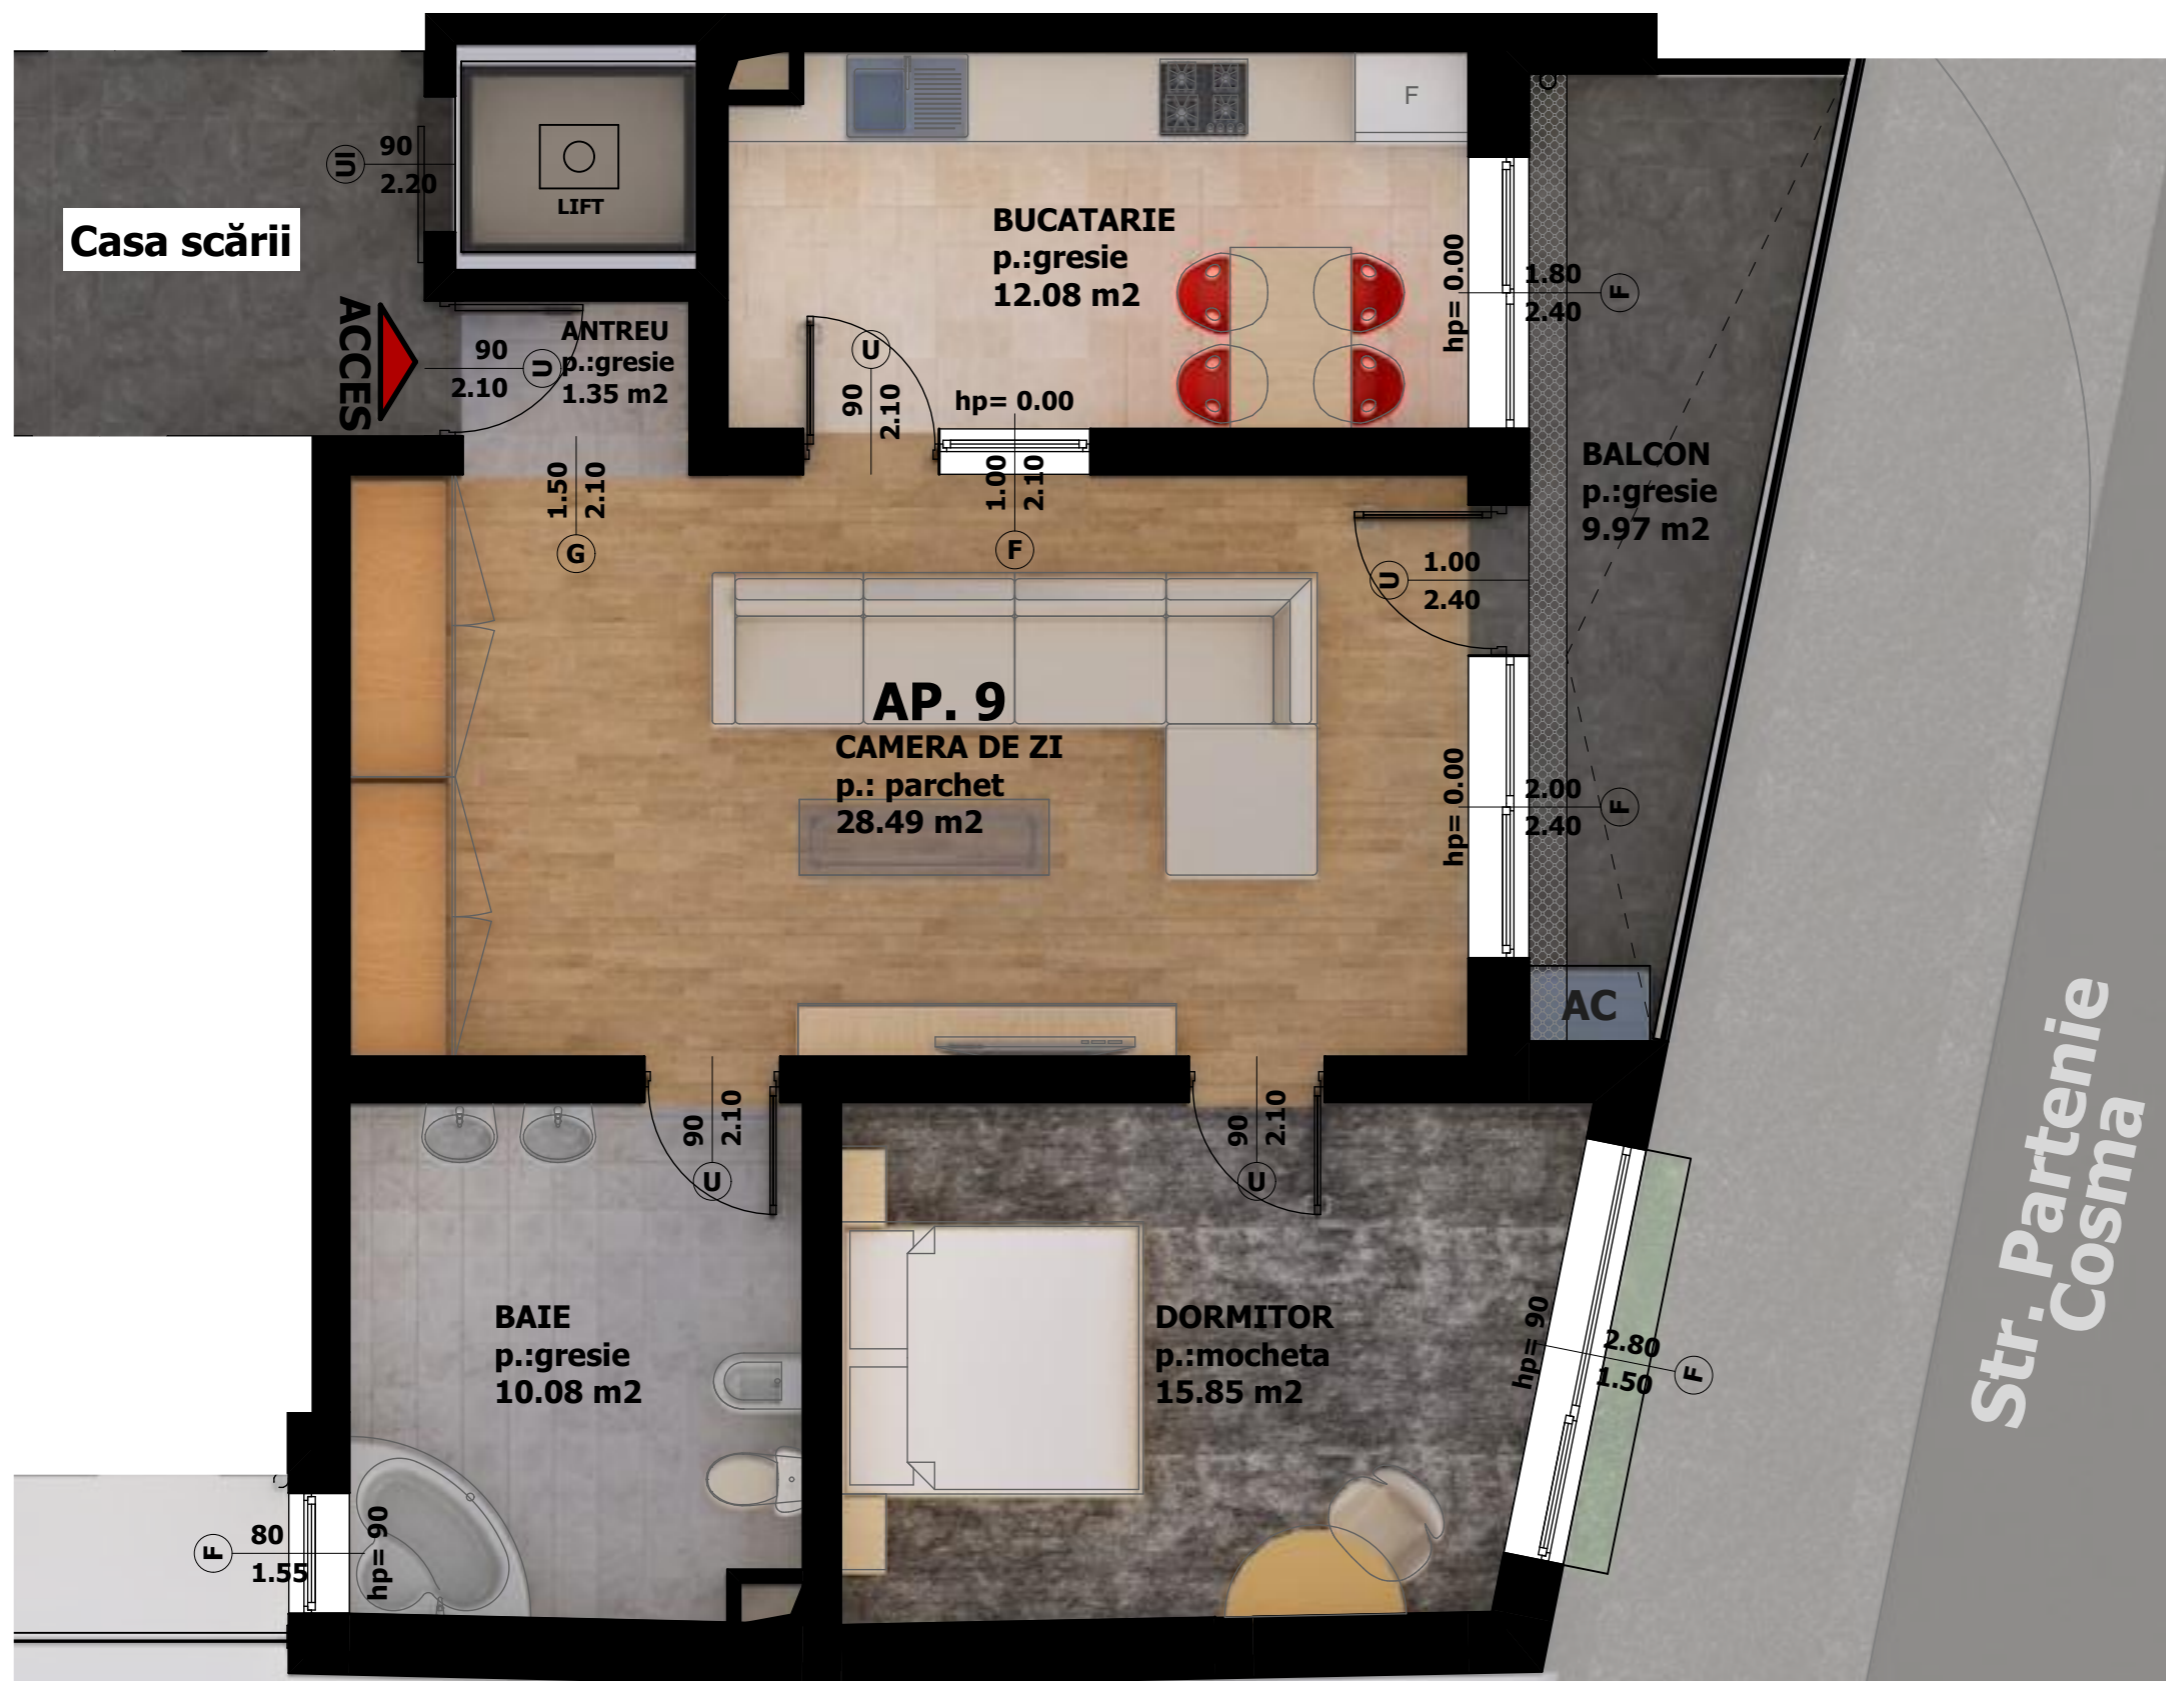 90
UI
2.20
LIFT
Casa scării
F
BUCATARIE
p.:gresie
12.08 m2
ACCES
90
2.10
U
ANTREU
p.:gresie
1.35 m2
U
90
2.10
hp= 0.00
hp= 0.00
1.80
2.40
F
1.50
2.10
G
1.00
2.10
F
BALCON
p.:gresie
9.97 m2
U
1.00
2.40
AP. 9
CAMERA DE ZI
p.: parchet
28.49 m2
hp= 0.00
2.00
2.40
F
AC
90
2.10
U
90
2.10
U
BAIE
p.:gresie
10.08 m2
DORMITOR
p.:mocheta
15.85 m2
hp= 90
2.80
1.50
F
F
80
1.55
hp= 90
Str. Partenie
Cosma